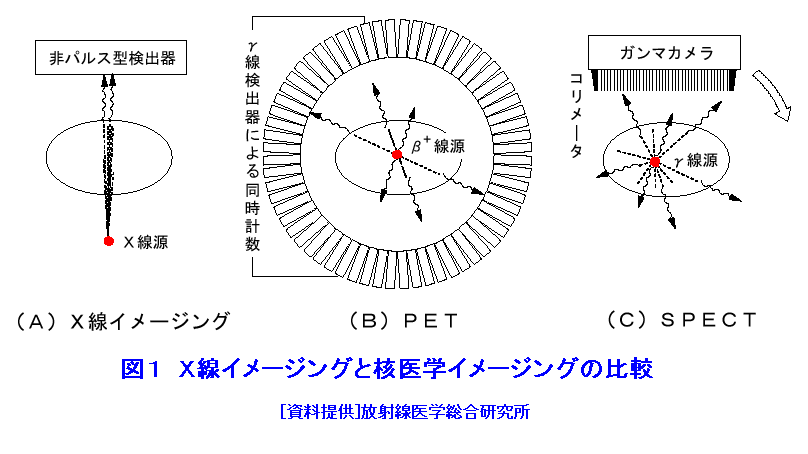 非パルス型検出器
X線源
(A) X線イメージング
γ線検出器による同時計数
β+線源
(B) PET
ガンマカメラ
コリメータ
γ線源
(C) SPECT
図1 X線イメージングと核医学イメージングの比較
[資料提供]放射線医学総合研究所